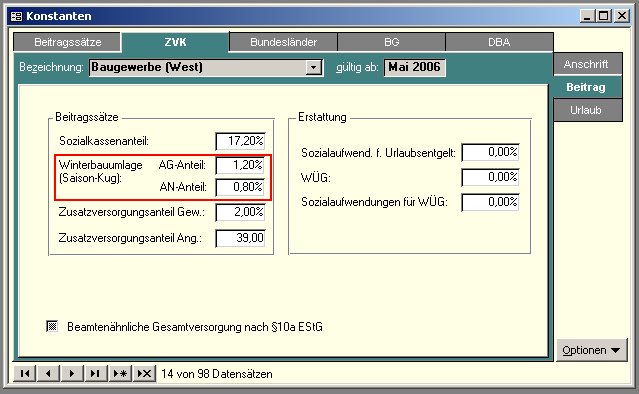 Konstanten
Beitragssätze ZVK Bundesländer BG DBA
Bezeichnung: Baugewerbe (West) gültig ab: Mai 2006
Anschrift
Beitrag
Urlaub
Beitragssätze
Sozialkassenanteil: 17,20%
Winterbauumlage AG-Anteil: 1,20%
(Saison-Kug):
AN-Anteil: 0,80%
Zusatzversorgungsanteil Gew.: 2,00%
Zusatzversorgungsanteil Ang.: 39,00
Erstattung
Sozialaufwend. f. Urlaubsentgelt: 0,00%
WÜG: 0,00%
Sozialaufwendungen für WÜG: 0,00%
Beamtenähnliche Gesamtversorgung nach §10a EStG
Optionen
14 von 98 Datensätzen